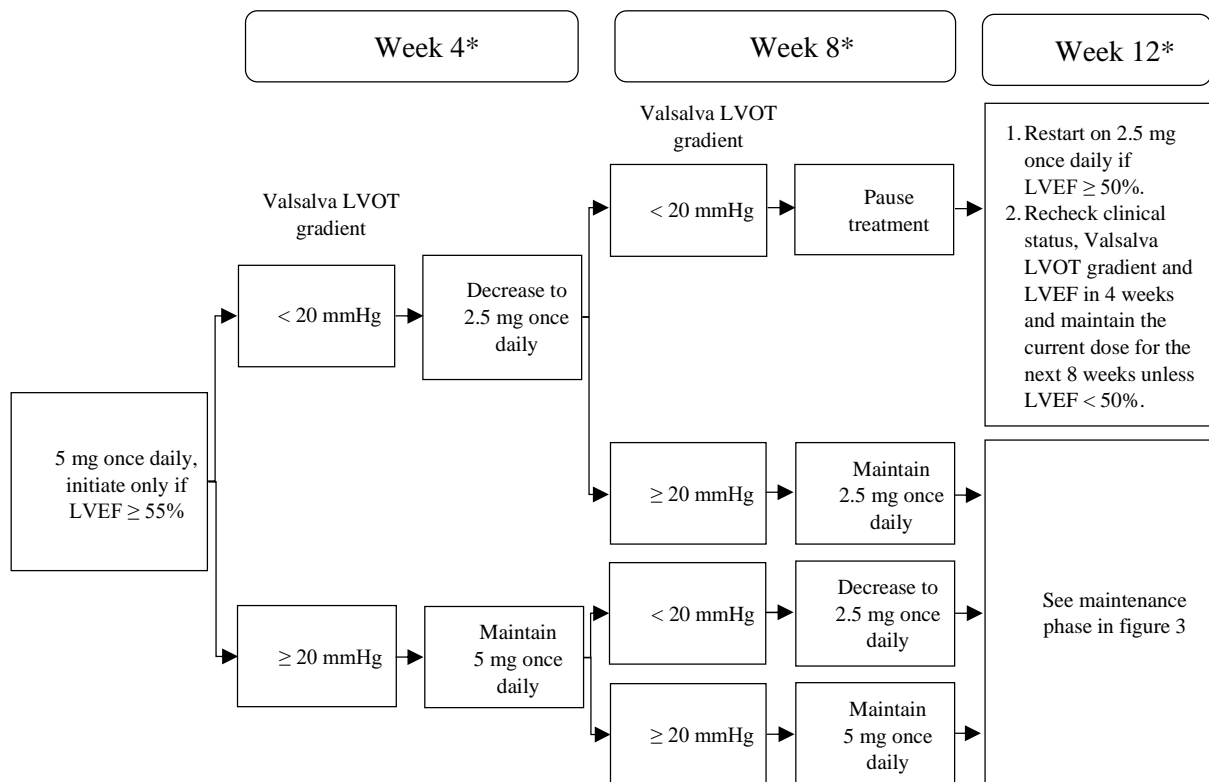 Week 4*
Week 8*
Week 12*
Valsalva LVOT
gradient
Valsalva LVOT
gradient
5 mg once daily,
initiate only if
LVEF ≥ 55%
< 20 mmHg
Decrease to
2.5 mg once
daily
< 20 mmHg
Pause
treatment
1. Restart on 2.5 mg
once daily if
LVEF ≥ 50%.
2. Recheck clinical
status, Valsalva
LVOT gradient and
LVEF in 4 weeks
and maintain the
current dose for the
next 8 weeks unless
LVEF < 50%.
≥ 20 mmHg
Maintain
2.5 mg once
daily
≥ 20 mmHg
Maintain
5 mg once
daily
< 20 mmHg
Decrease to
2.5 mg once
daily
≥ 20 mmHg
Maintain
5 mg once
daily
See maintenance
phase in figure 3